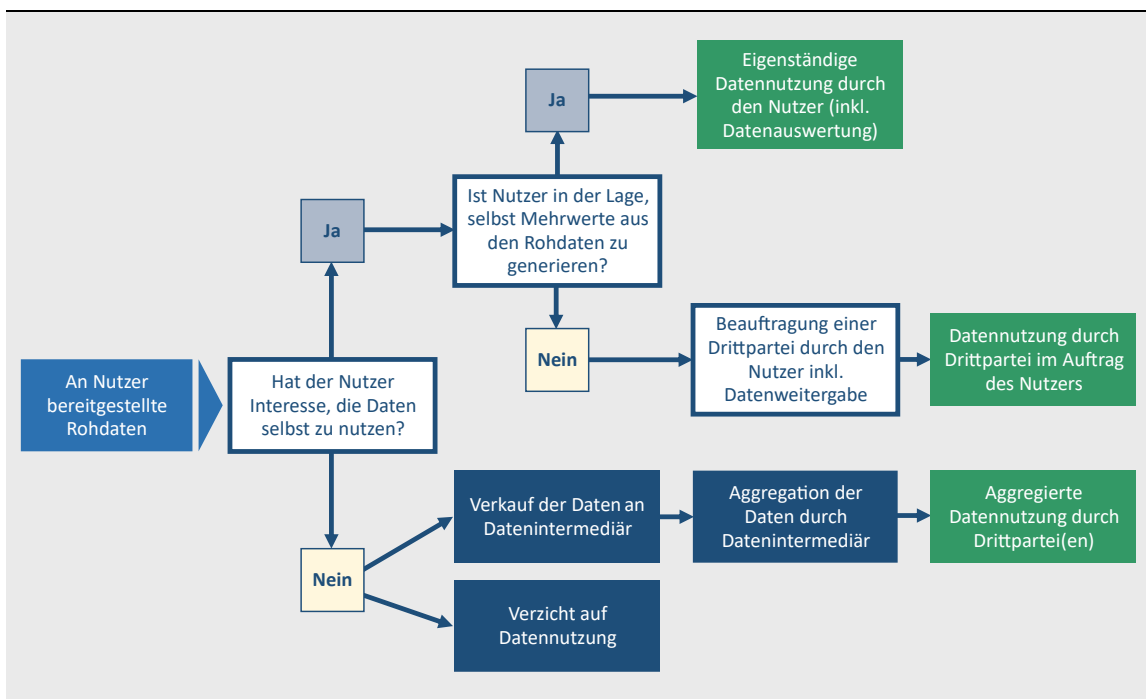 Eigenständige
Datennutzung durch
den Nutzer (inkl.
Datenauswertung)
Ja
Ist Nutzer in der Lage,
selbst Mehrwerte aus
den Rohdaten zu
generieren?
Ja
Nein
Beauftragung einer
Drittpartei durch den
Nutzer inkl.
Datenweitergabe
Datennutzung durch
Drittpartei im Auftrag
des Nutzers
An Nutzer
bereitgestellte
Rohdaten
Hat der Nutzer
Interesse, die Daten
selbst zu nutzen?
Verkauf der Daten an
Datenintermediär
Aggregation der
Daten durch
Datenintermediär
Aggregierte
Datennutzung durch
Drittpartei(en)
Nein
Verzicht auf
Datennutzung